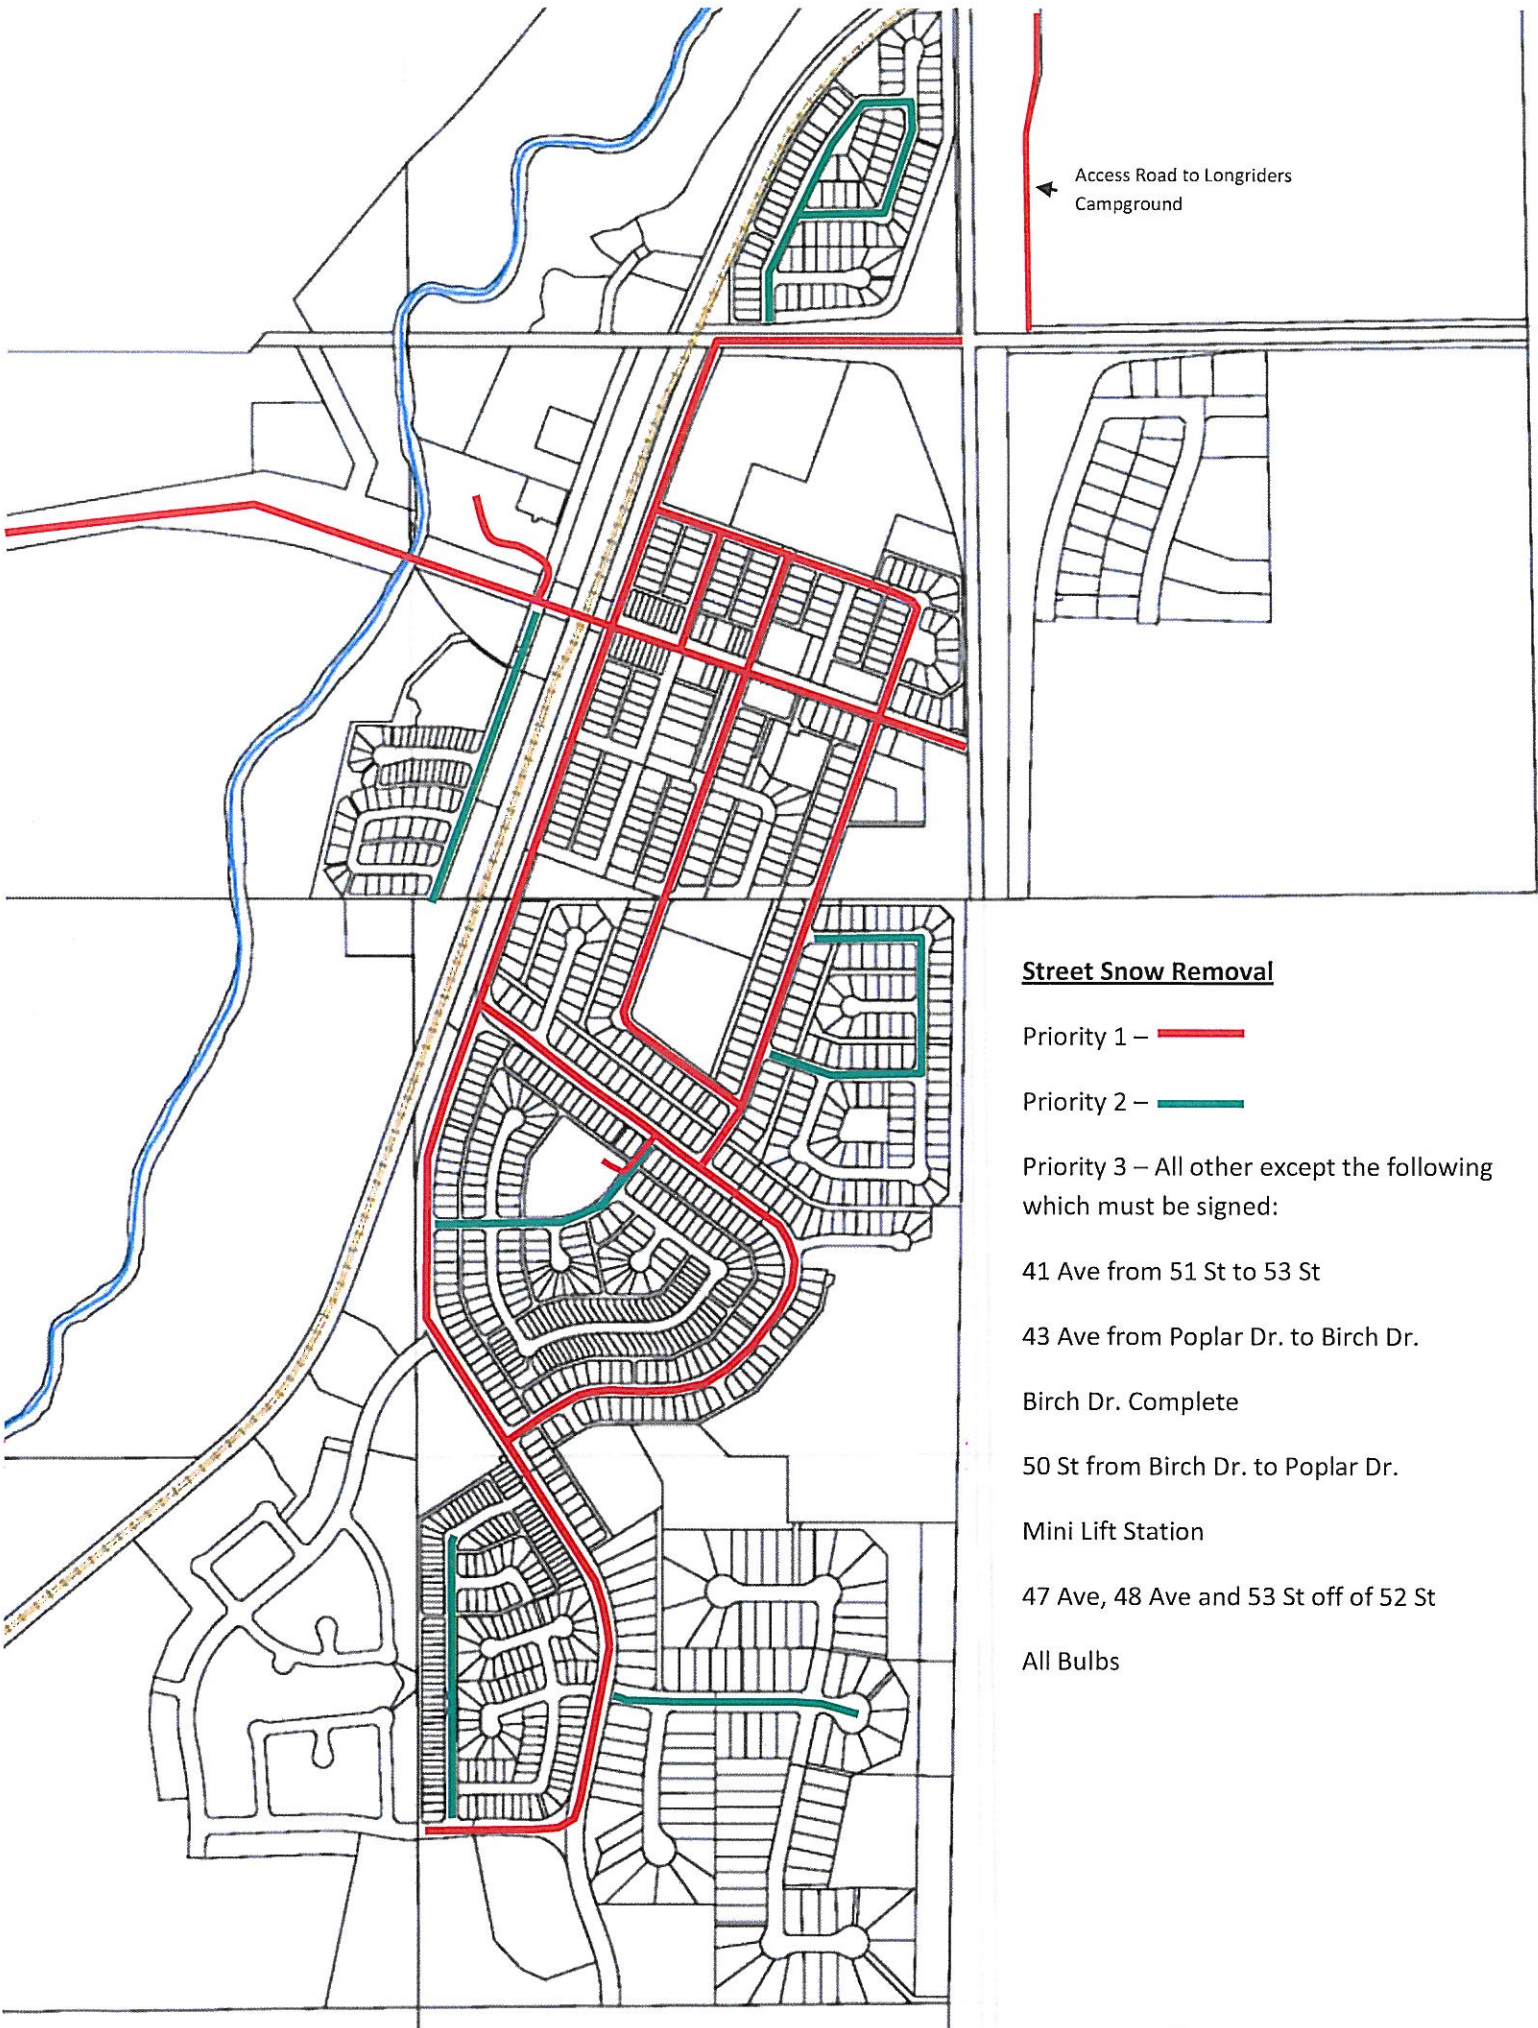 Access Road to Longriders
Campground
Street Snow Removal
Priority 1 –
Priority 2 –
Priority 3 – All other except the following
which must be signed:
41 Ave from 51 St to 53 St
43 Ave from Poplar Dr. to Birch Dr.
Birch Dr. Complete
50 St from Birch Dr. to Poplar Dr.
Mini Lift Station
47 Ave, 48 Ave and 53 St off of 52 St
All Bulbs